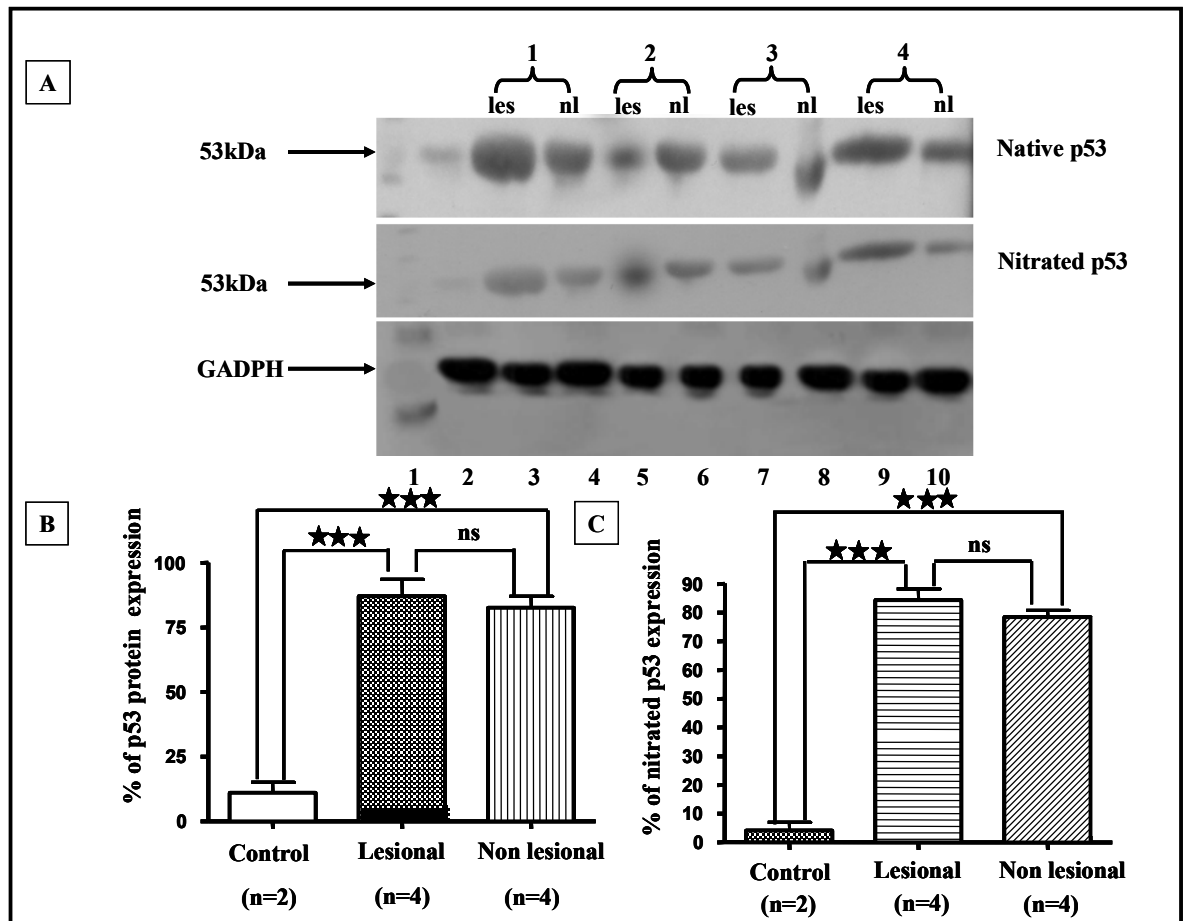 A
1 2 3 4
les nl les nl les nl les nl
53kDa
Native p53
53kDa
Nitrated p53
GADPH
1 2 3 4 5 6 7 8 9 10
B
★★★
★★★
ns
% of p53 protein expression
100
75
50
25
0
Control Lesional Non lesional
(n=2) (n=4) (n=4)
C
★★★
★★★
ns
% of nitrated p53 expression
90
80
70
60
50
40
30
20
10
0
Control Lesional Non lesional
(n=2) (n=4) (n=4)